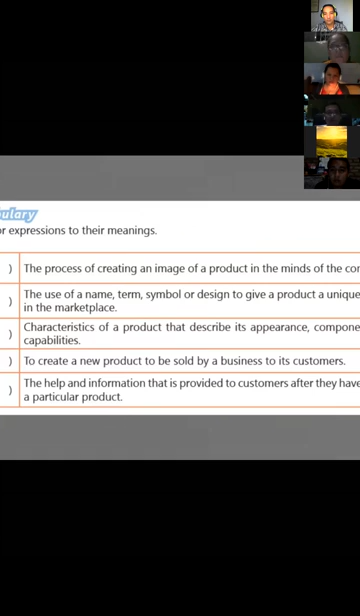 bulary
or expressions to their meanings.
) The process of creating an image of a product in the minds of the
) The use of a name, term, symbol or design to give a product a unique
in the marketplace.
) Characteristics of a product that describe its appearance,
capabilities.
) To create a new product to be sold by a business to its customers.
) The help and information that is provided to customers after they have
a particular product.